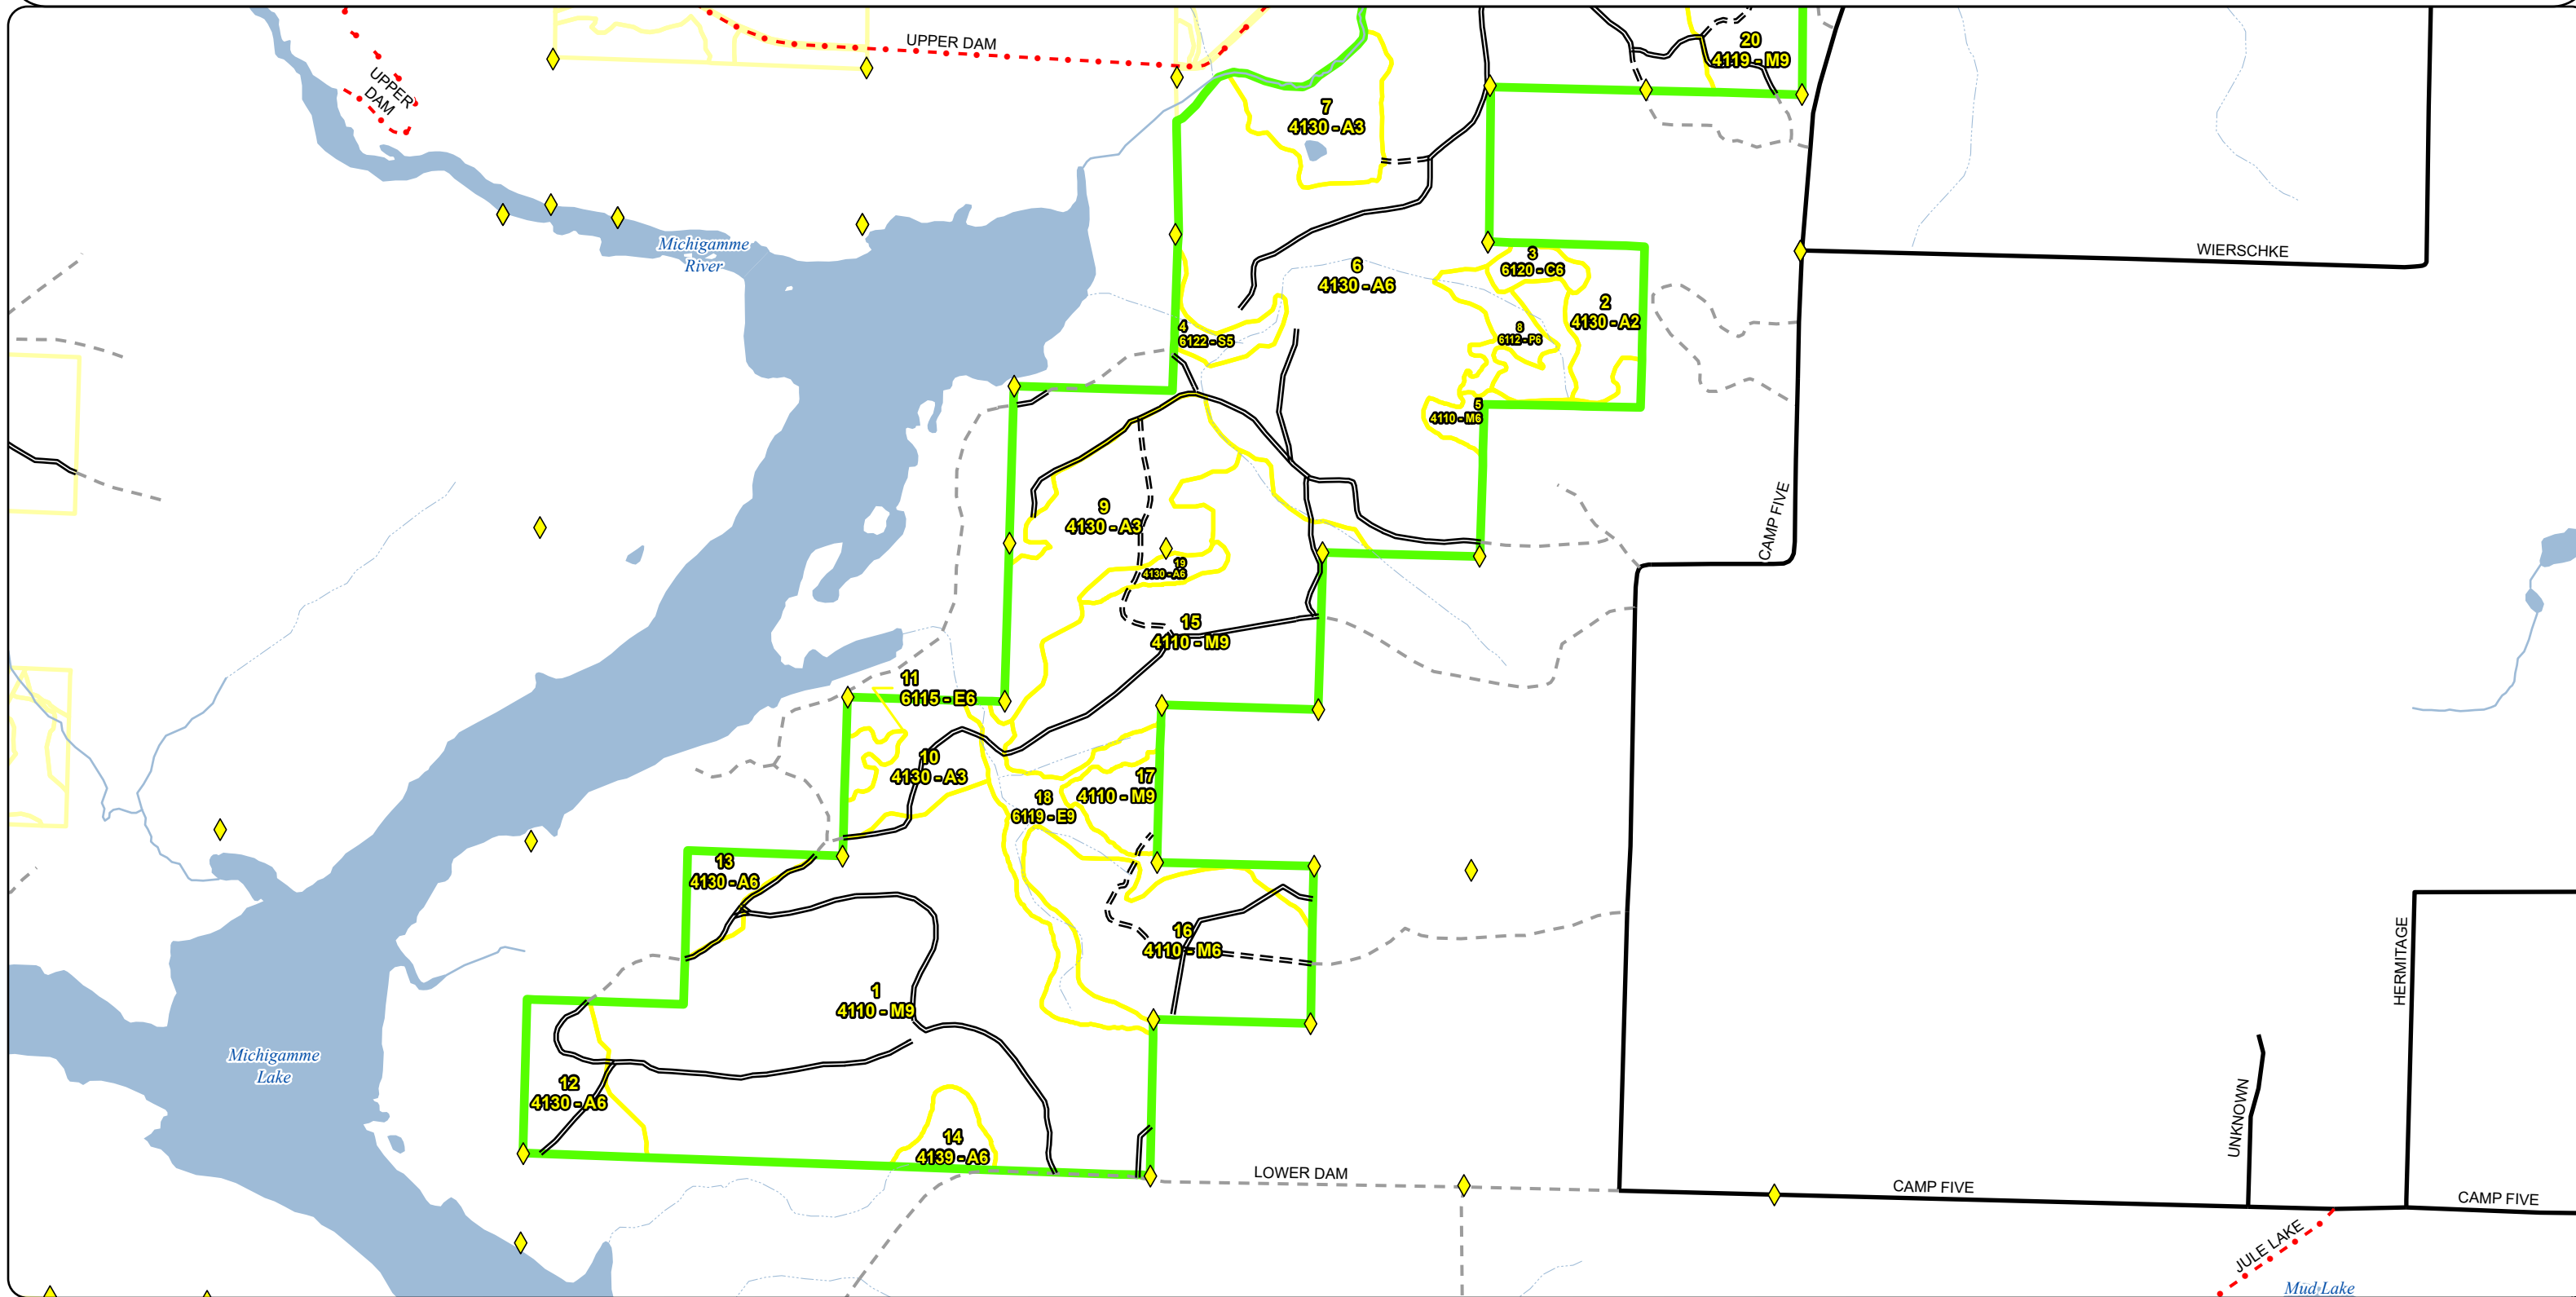 UPPER DAM
UPPER
DAM
20
4119 - M9
7
4130 - A3
Michigamme
River
WIERSCHKE
3
6120 - C6
6
4130 - A6
2
4130 - A2
4
6122 - S5
8
6112 - P6
5
4110 - M6
CAMP FIVE
9
4130 - A3
19
4130 - A6
15
4110 - M9
11
6115 - E6
10
4130 - A3
17
4110 - M9
18
6119 - E9
13
4130 - A6
16
4110 - M6
HERMITAGE
1
4110 - M9
Michigamme
Lake
12
4130 - A6
UNKNOWN
14
4139 - A6
LOWER DAM
CAMP FIVE
CAMP FIVE
JULE LAKE
Mud Lake